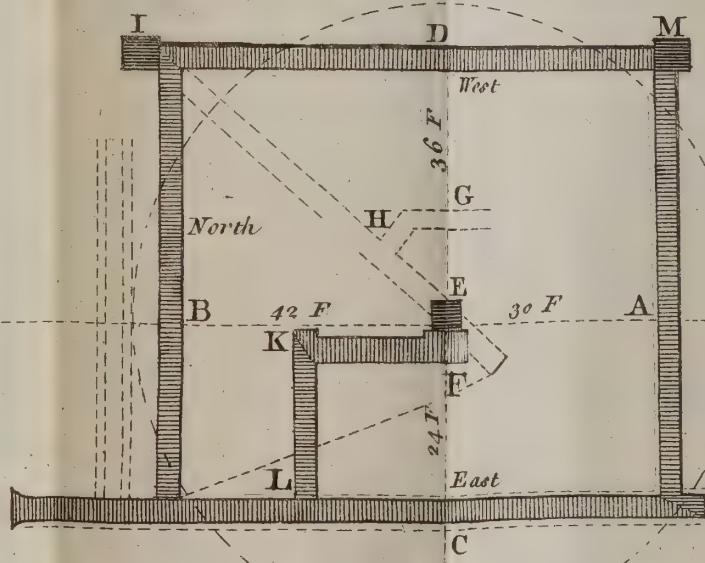 I D M
West
36 F
G
H
North
E
B 42 F 30 F A
K
F
24 F
L East
C